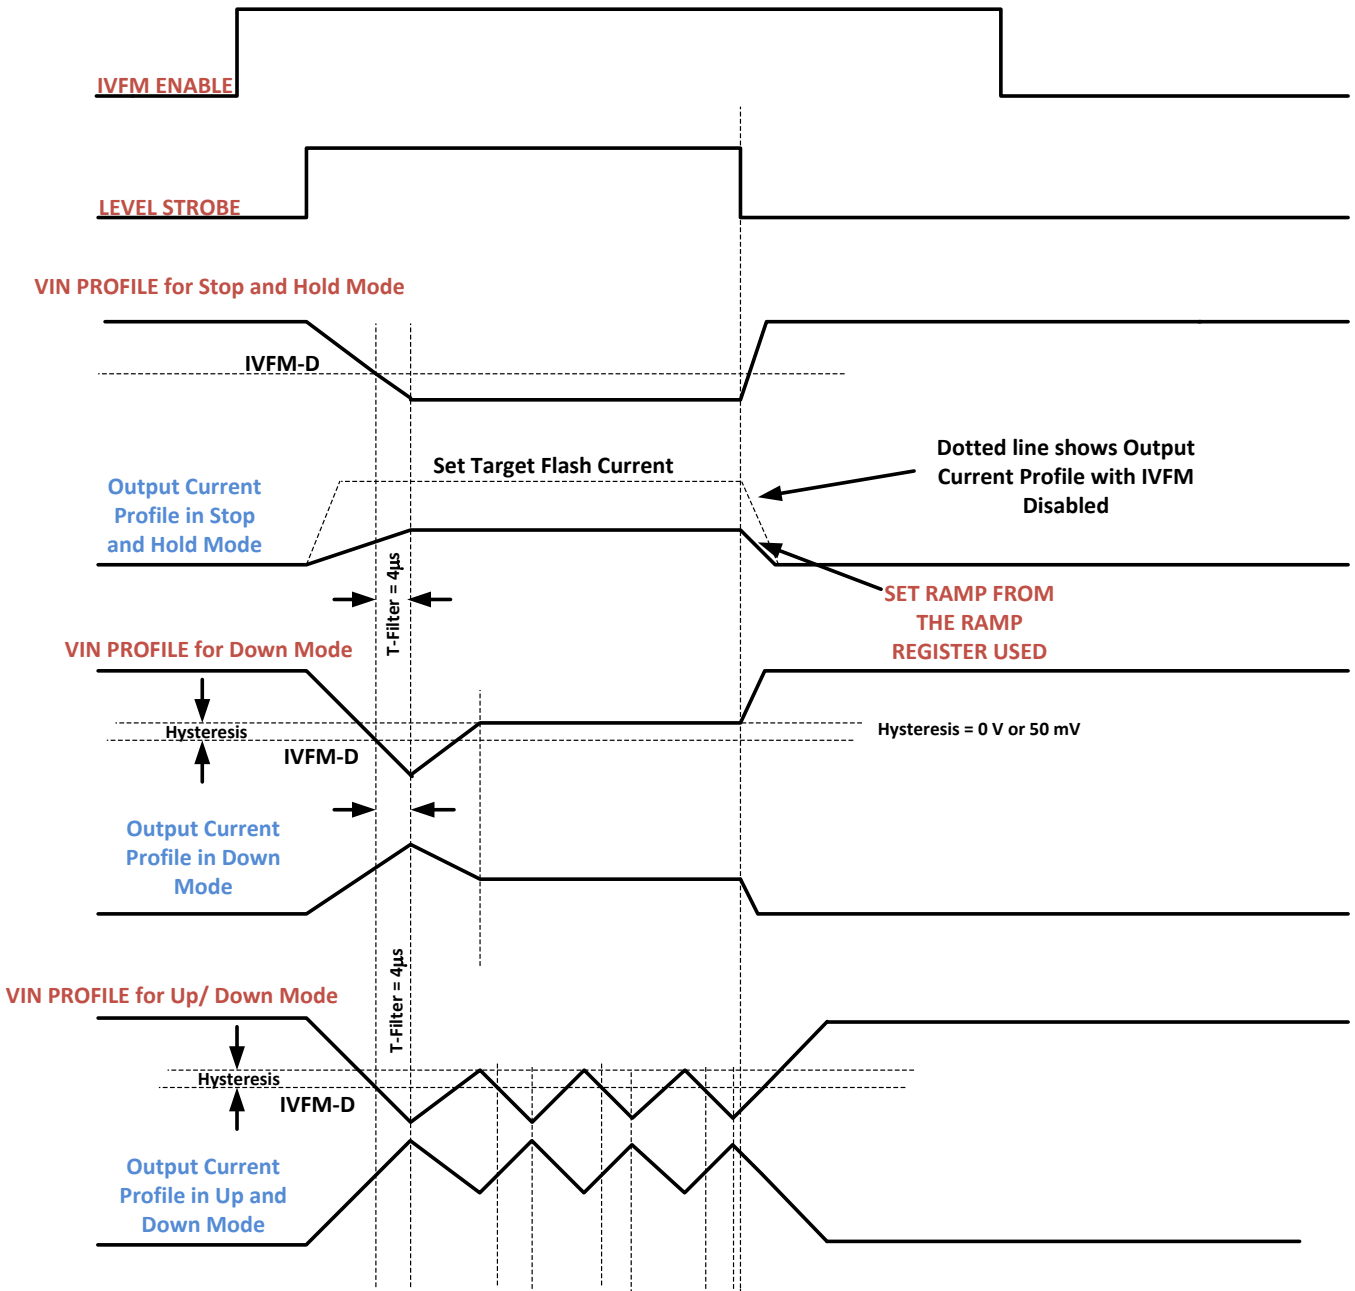 IVFM ENABLE
LEVEL STROBE
VIN PROFILE for Stop and Hold Mode
IVFM-D
Set Target Flash Current
Dotted line shows Output
Current Profile with IVFM
Disabled
Output Current
Profile in Stop
and Hold Mode
T-Filter = 4µs
SET RAMP FROM
THE RAMP
REGISTER USED
VIN PROFILE for Down Mode
Hysteresis
IVFM-D
Hysteresis = 0 V or 50 mV
Output Current
Profile in Down
Mode
T-Filter = 4µs
VIN PROFILE for Up/ Down Mode
Hysteresis
IVFM-D
Output Current
Profile in Up and
Down Mode